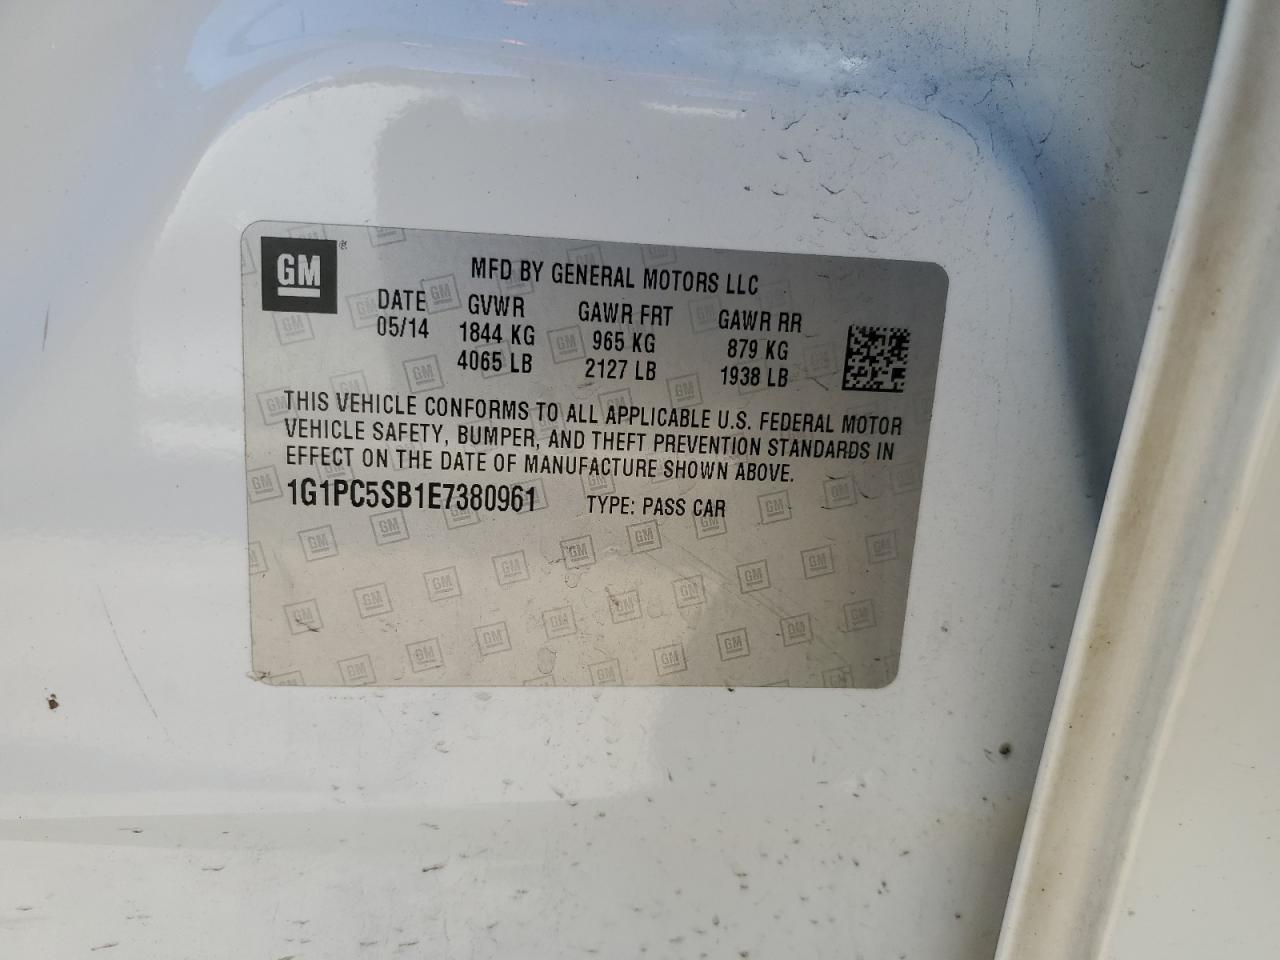 GM®
MFD BY GENERAL MOTORS LLC
DATE GVWR GAWR FRT GAWR RR
05/14 1844 KG 965 KG 879 KG
4065 LB 2127 LB 1938 LB
THIS VEHICLE CONFORMS TO ALL APPLICABLE U.S. FEDERAL MOTOR
VEHICLE SAFETY, BUMPER, AND THEFT PREVENTION STANDARDS IN
EFFECT ON THE DATE OF MANUFACTURE SHOWN ABOVE.
1G1PC5SB1E7380961 TYPE: PASS CAR